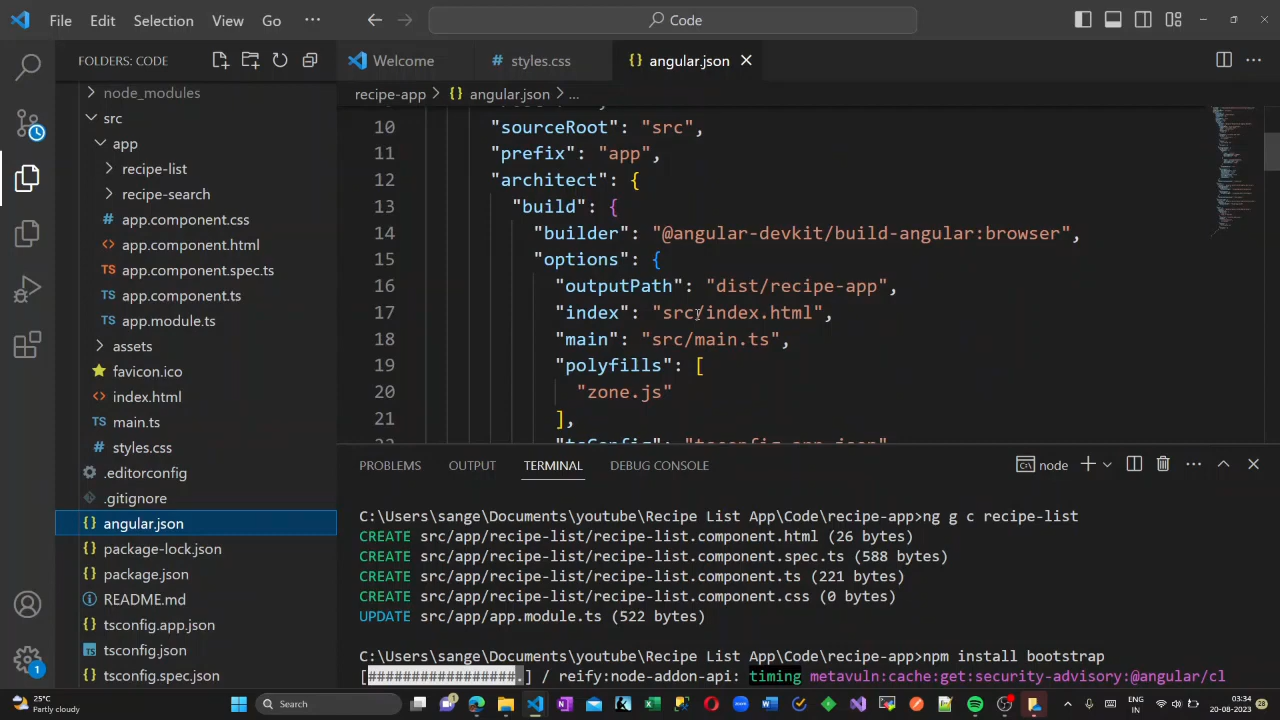 File Edit Selection View Go ··· Code
FOLDERS: CODE
Welcome
styles.css
angular.json
recipe-app > {} angular.json > ...
node_modules
src
app
recipe-list
recipe-search
app.component.css
app.component.html
app.component.spec.ts
app.component.ts
app.module.ts
assets
favicon.ico
index.html
main.ts
styles.css
.editorconfig
.gitignore
angular.json
package-lock.json
package.json
README.md
tsconfig.app.json
tsconfig.json
tsconfig.spec.ts
10 "sourceRoot": "src",
11 "prefix": "app",
12 "architect": {
13 "build": {
14 "builder": "@angular-devkit/build-angular:browser",
15 "options": {
16 "outputPath": "dist/recipe-app",
17 "index": "src/index.html",
18 "main": "src/main.ts",
19 "polyfills": [
20 "zone.js"
21 ],
22 "tsConfig": "tsconfig.app.json"
PROBLEMS OUTPUT TERMINAL DEBUG CONSOLE node
C:\Users\sange\Documents\youtube\Recipe List App\Code\recipe-app>ng g c recipe-list
CREATE src/app/recipe-list/recipe-list.component.html (26 bytes)
CREATE src/app/recipe-list/recipe-list.component.spec.ts (588 bytes)
CREATE src/app/recipe-list/recipe-list.component.ts (221 bytes)
CREATE src/app/recipe-list/recipe-list.component.css (0 bytes)
UPDATE src/app/app.module.ts (522 bytes)
C:\Users\sange\Documents\youtube\Recipe List App\Code\recipe-app>npm install bootstrap
[#################.] / reify:node-addon-api: timing metavuln:cache:get:security-advisory:@angular/cl
25°C
Partly cloudy
Search
ENG
IN
03:34
20-08-2023